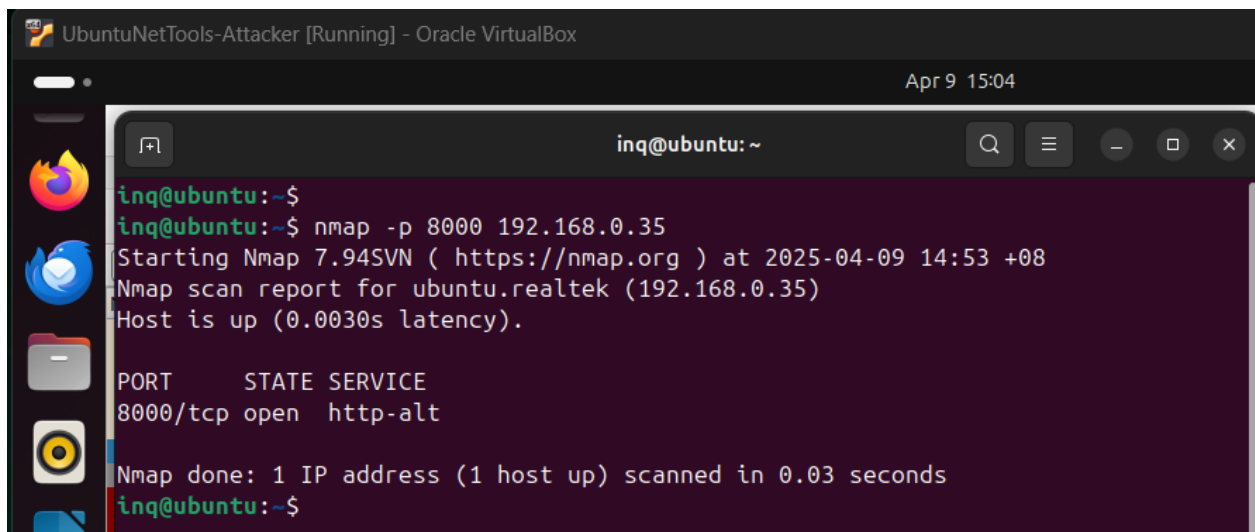 UbuntuNetTools-Attacker [Running] - Oracle VirtualBox
Apr 9 15:04
inq@ubuntu: ~
inq@ubuntu:~$
inq@ubuntu:~$ nmap -p 8000 192.168.0.35
Starting Nmap 7.94SVN ( https://nmap.org ) at 2025-04-09 14:53 +08
Nmap scan report for ubuntu.realtek (192.168.0.35)
Host is up (0.0030s latency).
PORT     STATE SERVICE
8000/tcp open  http-alt
Nmap done: 1 IP address (1 host up) scanned in 0.03 seconds
inq@ubuntu:~$